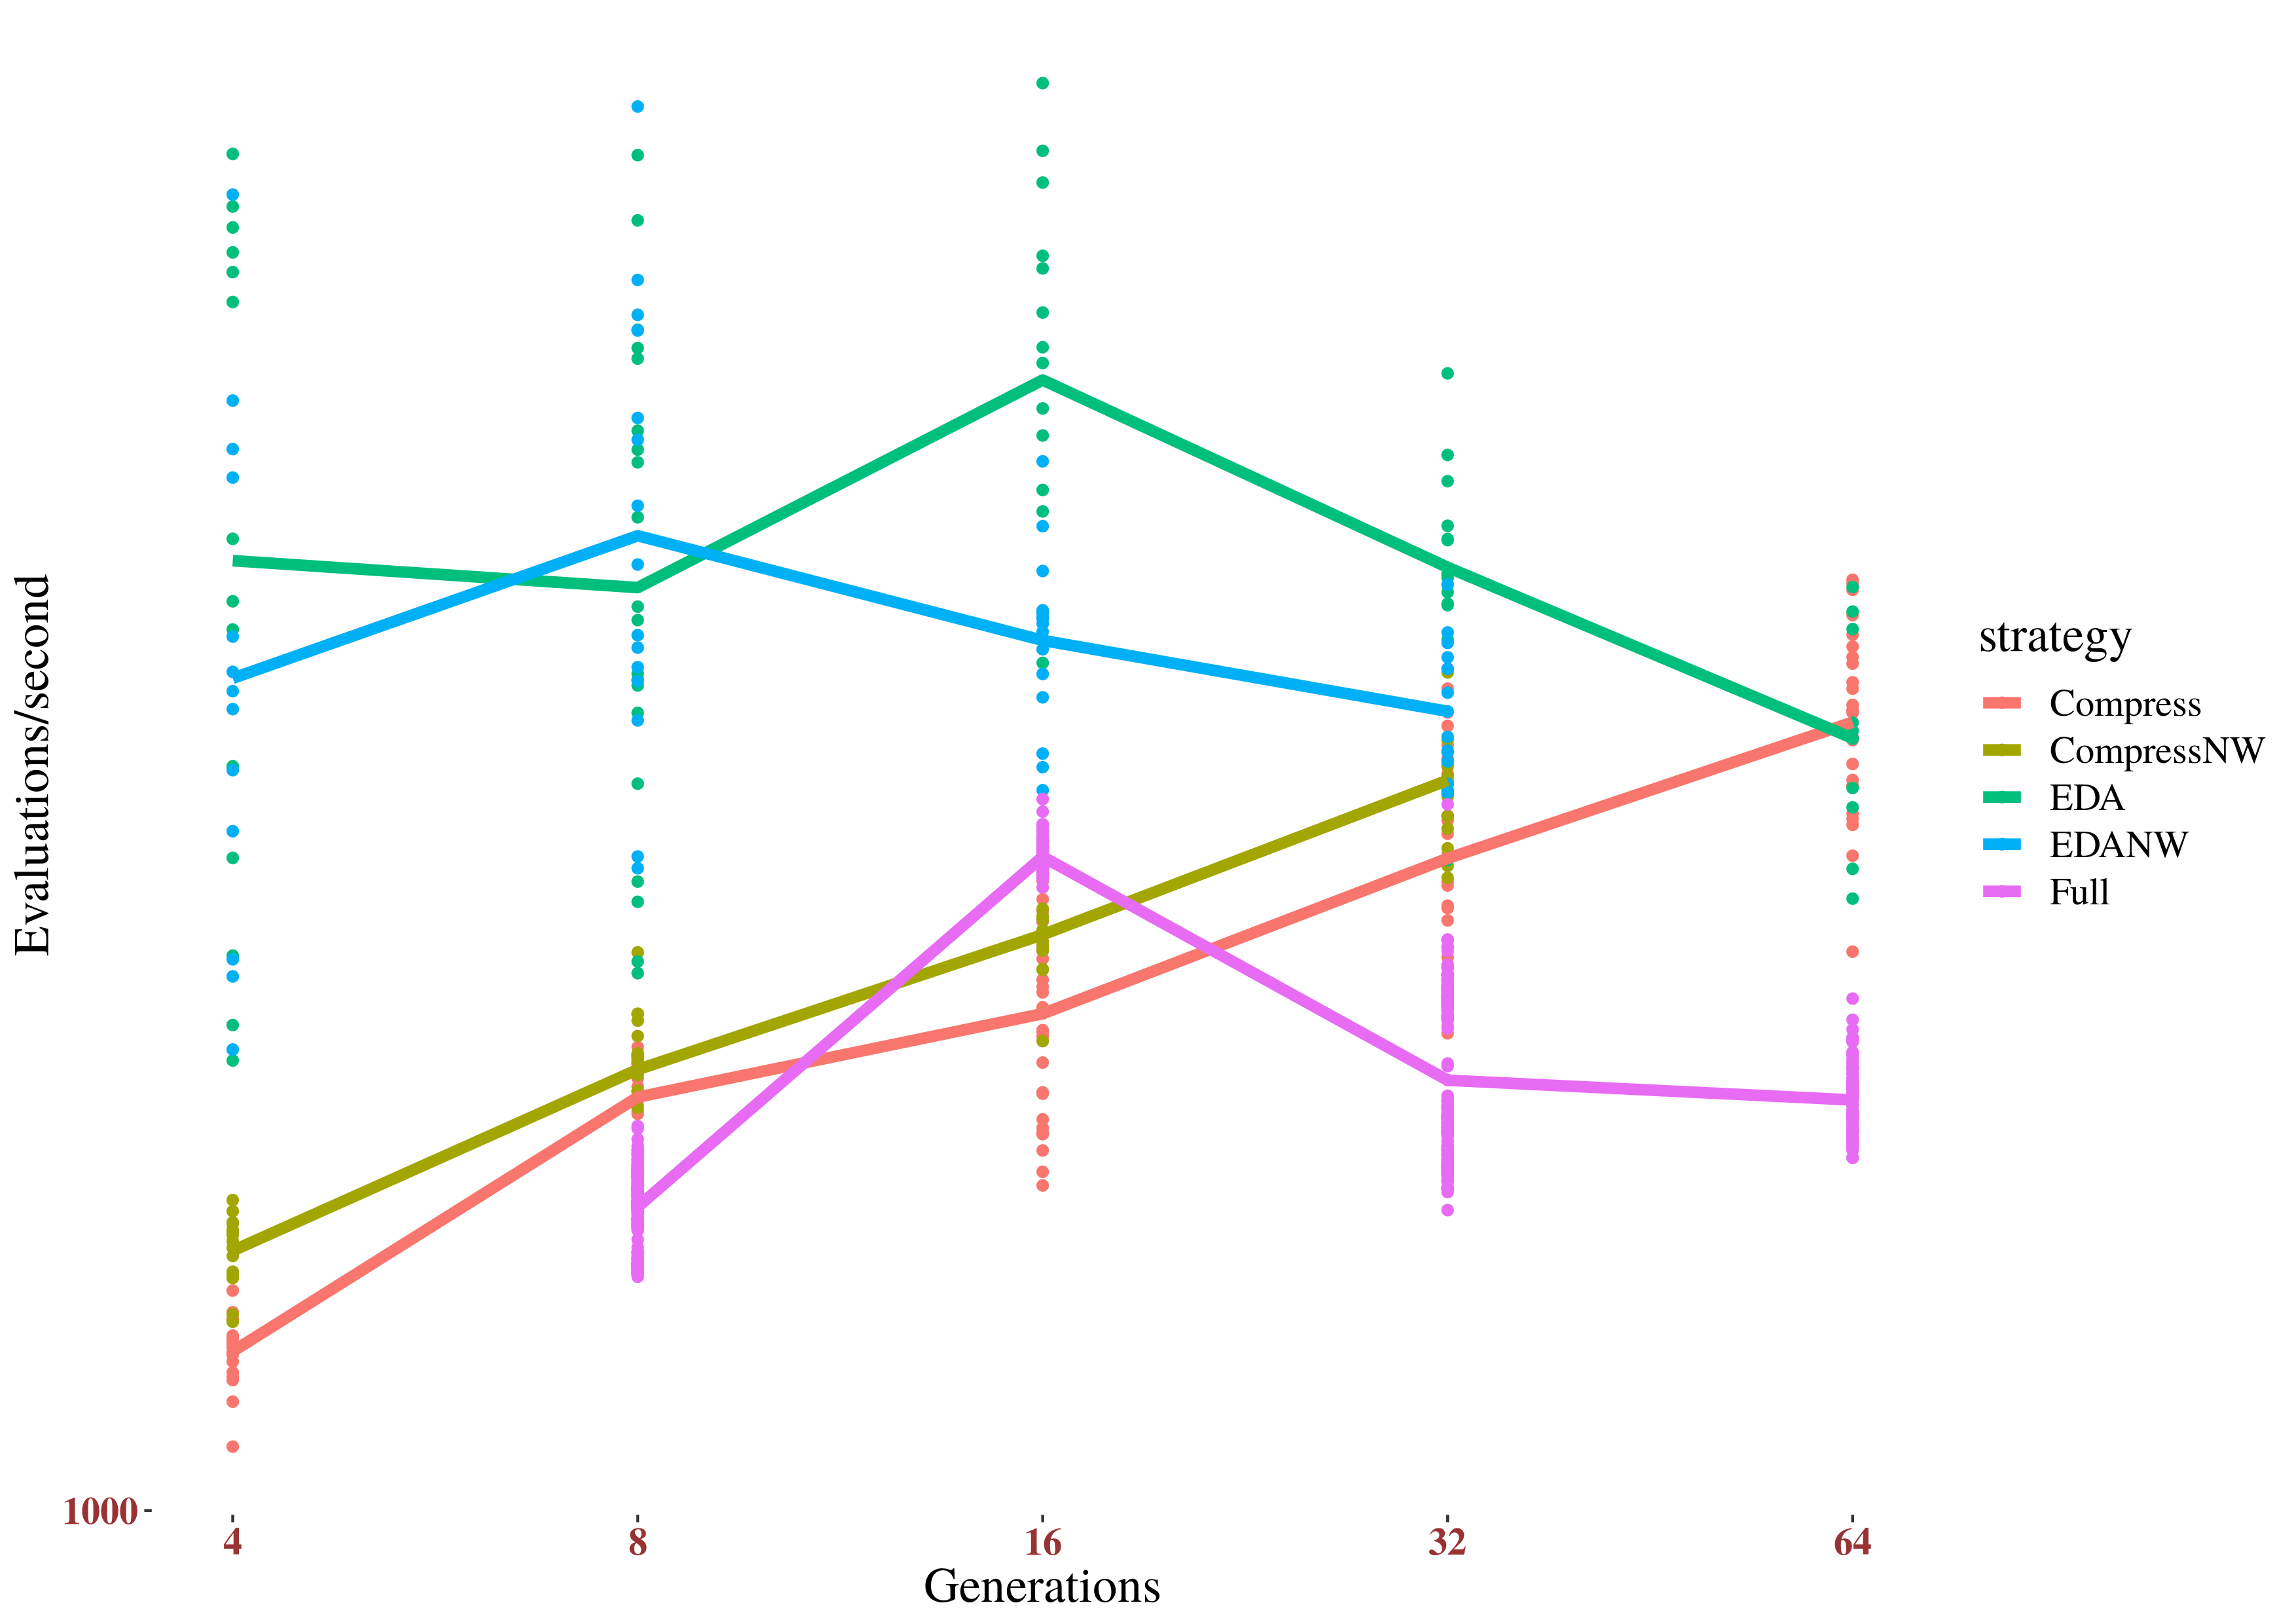 Evaluations/second
1000
4 8 16 32 64
Generations
strategy
Compress
CompressNW
EDA
EDANW
Full